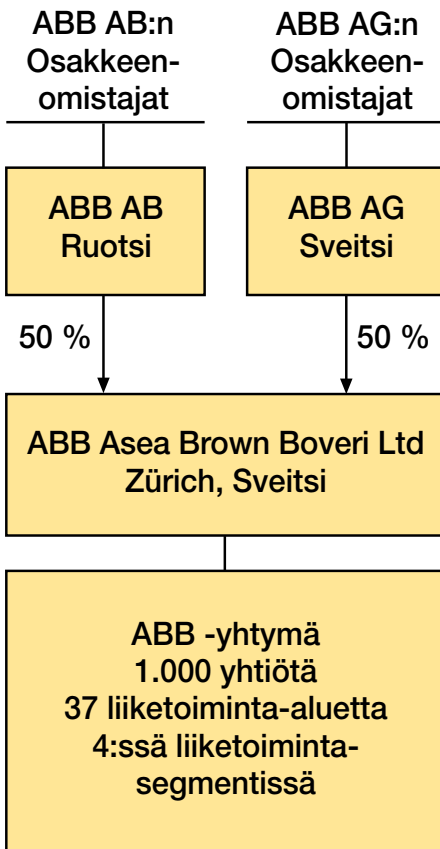 ABB AB:n
Osakkeen-
omistajat
ABB AG:n
Osakkeen-
omistajat
ABB AB
Ruotsi
ABB AG
Sveitsi
50 %
50 %
ABB Asea Brown Boveri Ltd
Zürich, Sveitsi
ABB -yhtymä
1.000 yhtiötä
37 liiketoiminta-aluetta
4:ssä liiketoiminta-
segmentissä